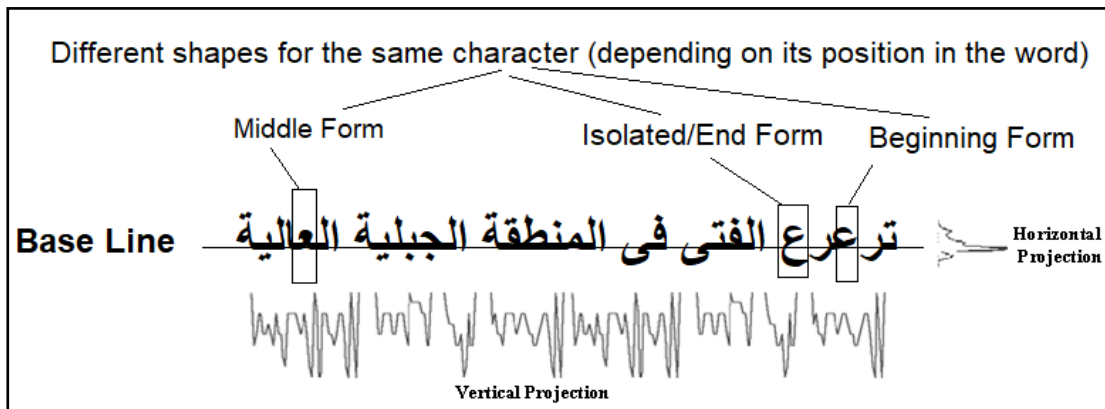 Different shapes for the same character (depending on its position in the word)
Middle Form
Isolated/End Form
Beginning Form
Base Line
ترعرع الفتى فى المنطقة الجبلية العالية
Horizontal
Projection
Vertical Projection